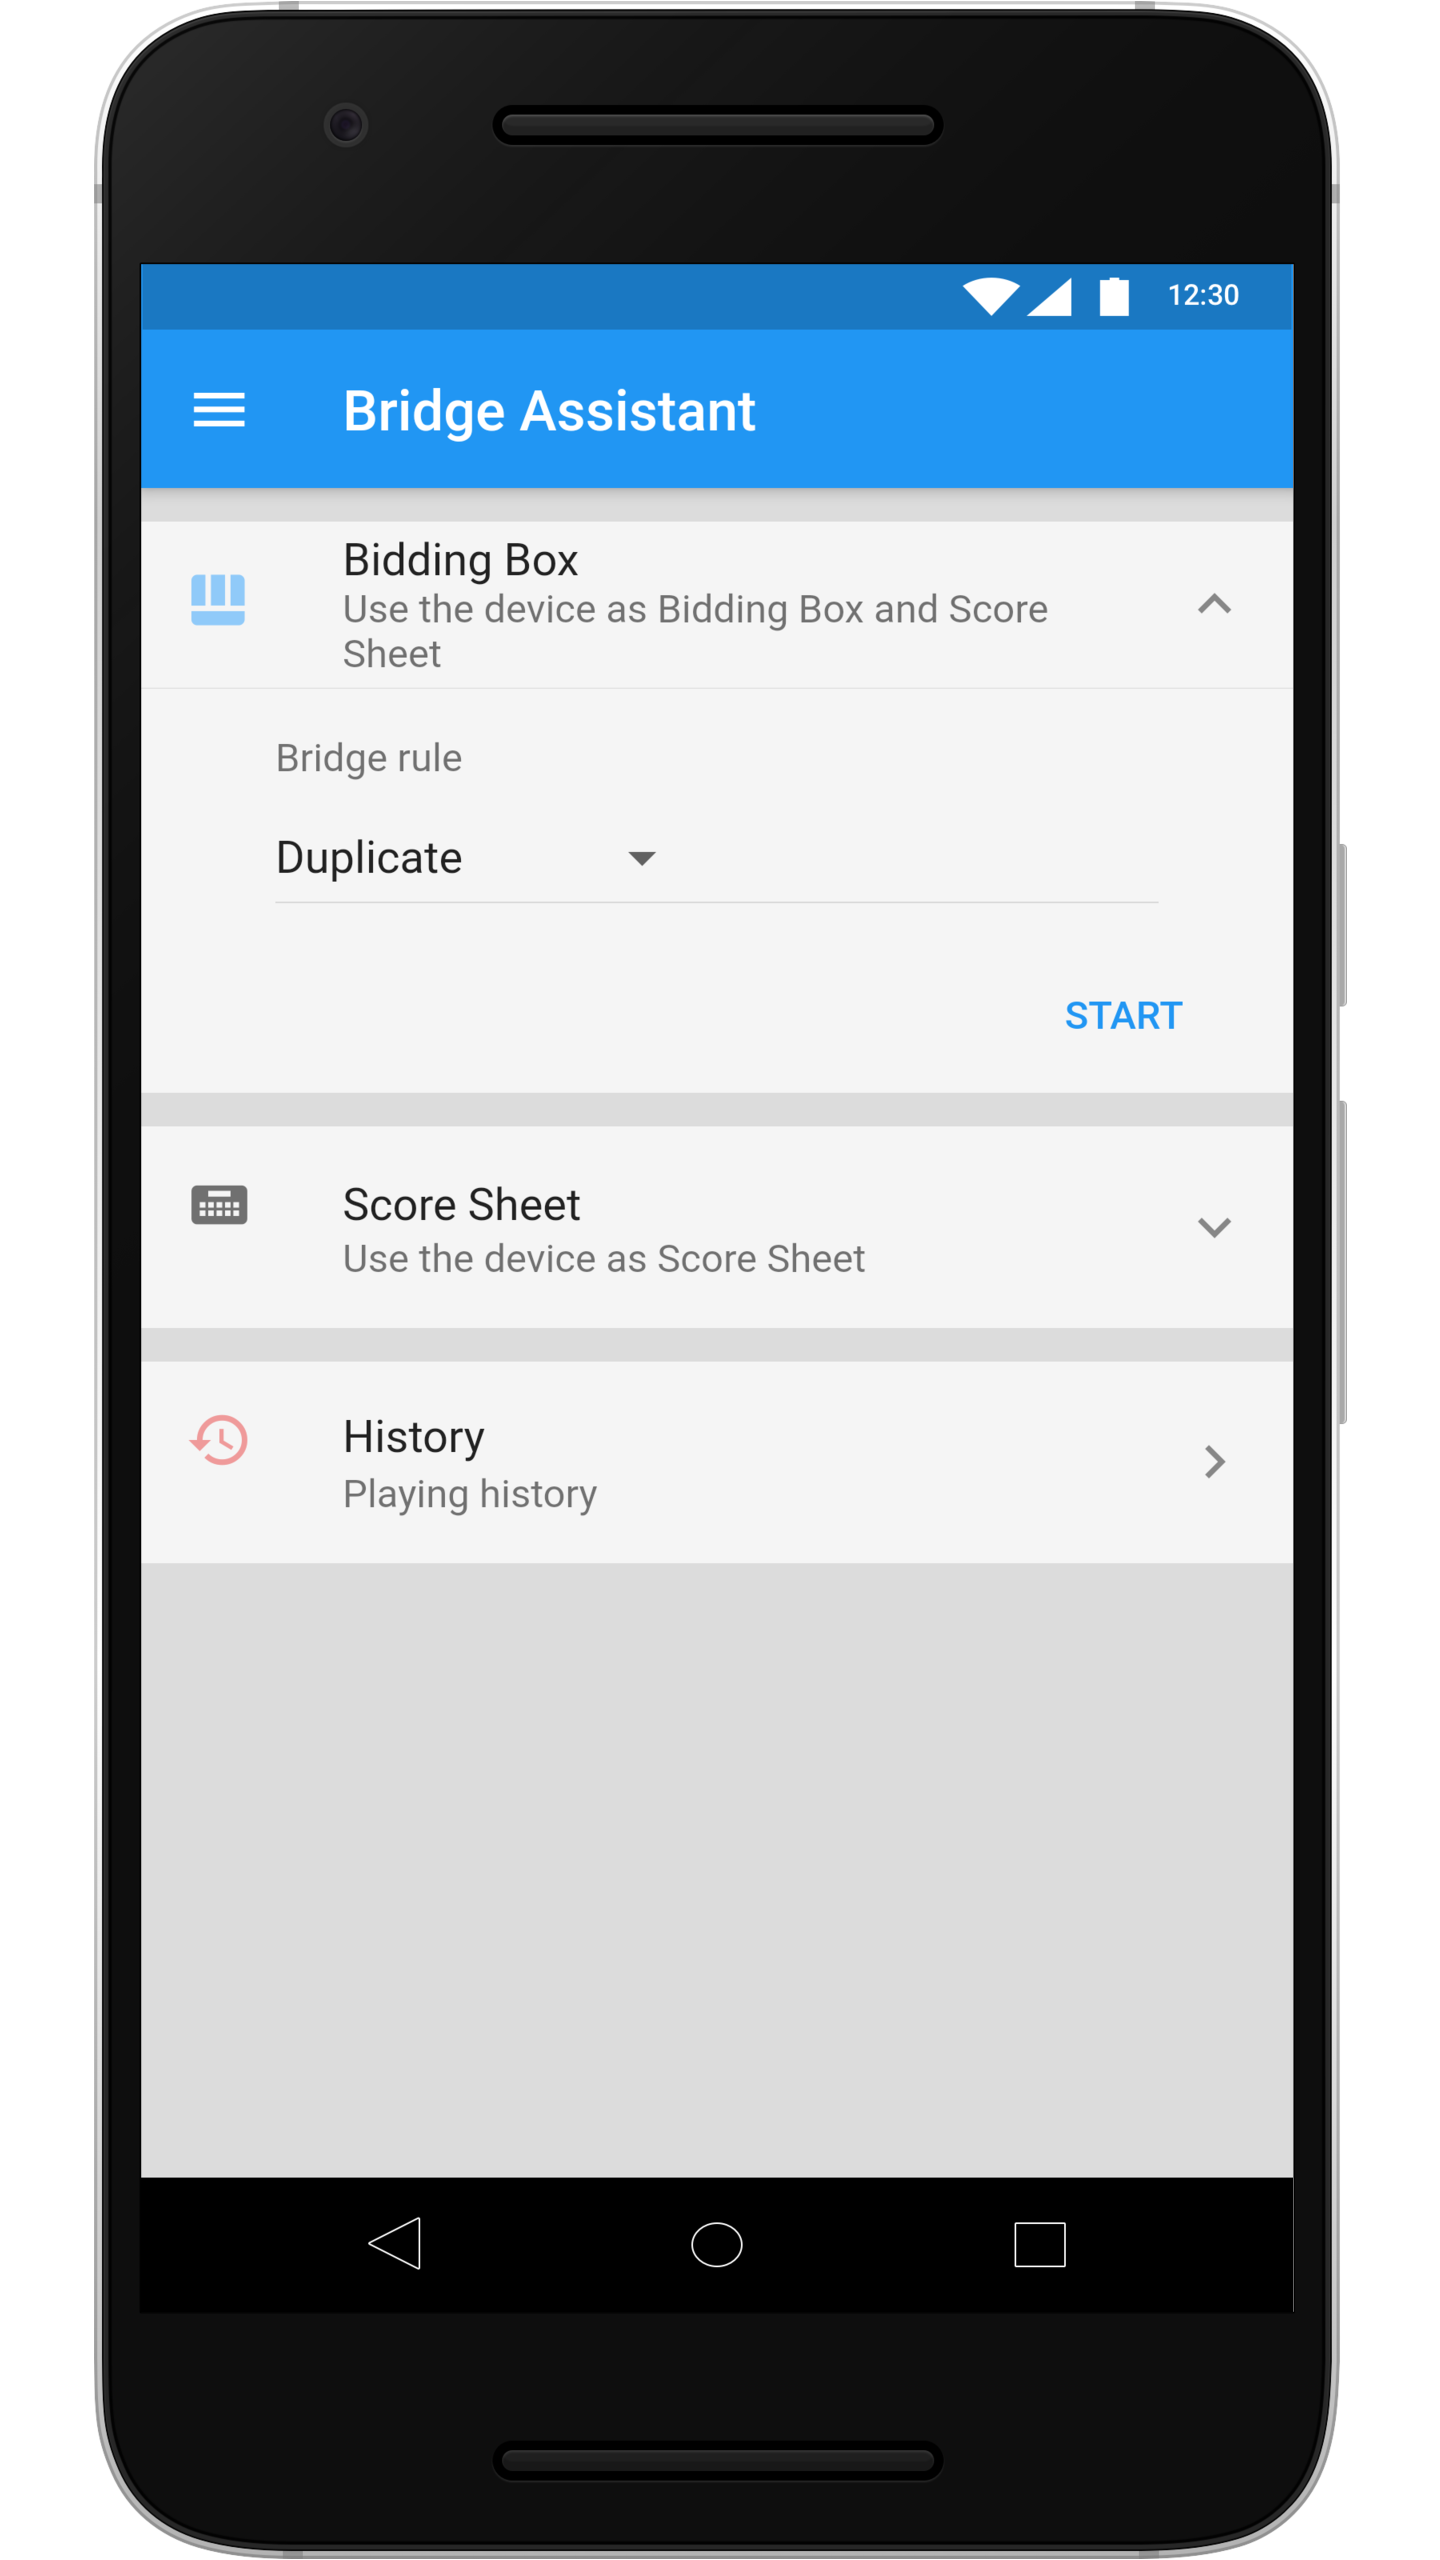 12:30
Bridge Assistant
Bidding Box
Use the device as Bidding Box and Score
Sheet
Bridge rule
Duplicate
START
Score Sheet
Use the device as Score Sheet
History
Playing history